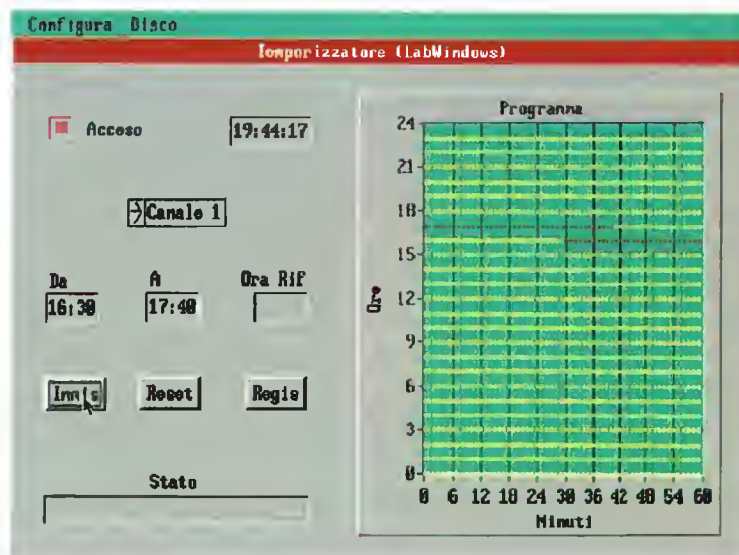 Configura Disco
Temporizzatore (LabWindows)
Acceso
19:44:17
Canale 1
Da
A
Ora Rif
16:30
17:40
Immis
Reset
Regis
Stato
Programma
24
21
18
15
12
9
6
3
0
Ore
0 6 12 18 24 30 36 42 48 54 60
Minuti